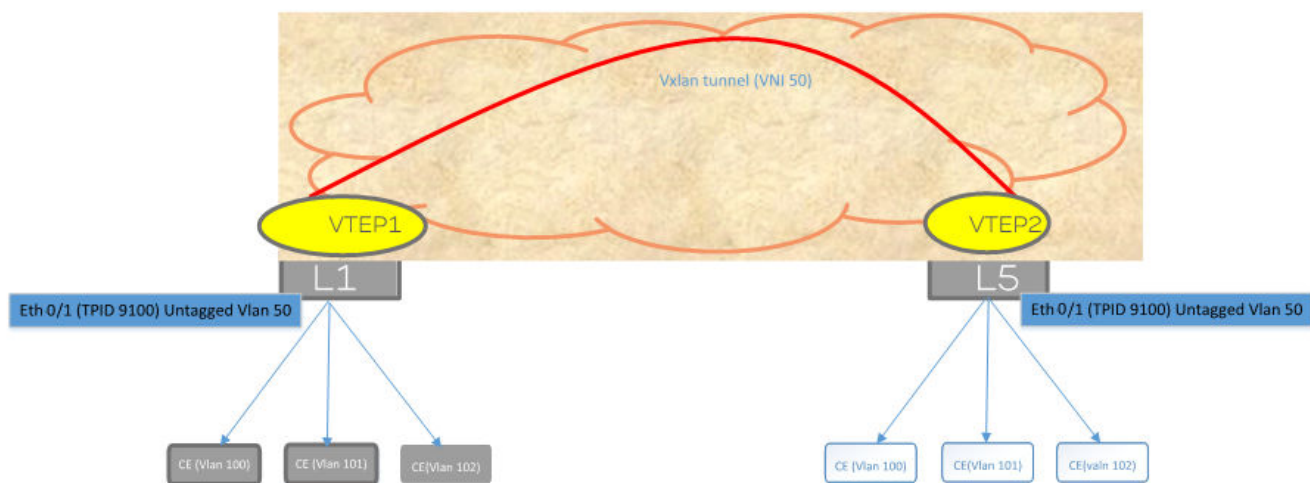 Vxlan tunnel (VNI 50)
VTEP1
VTEP2
L1
L5
Eth 0/1 (TPID 9100) Untagged Vlan 50
Eth 0/1 (TPID 9100) Untagged Vlan 50
CE (Vlan 100)
CE (Vlan 101)
CE(Vlan 102)
CE (Vlan 100)
CE(Vlan 101)
CE(valn 102)